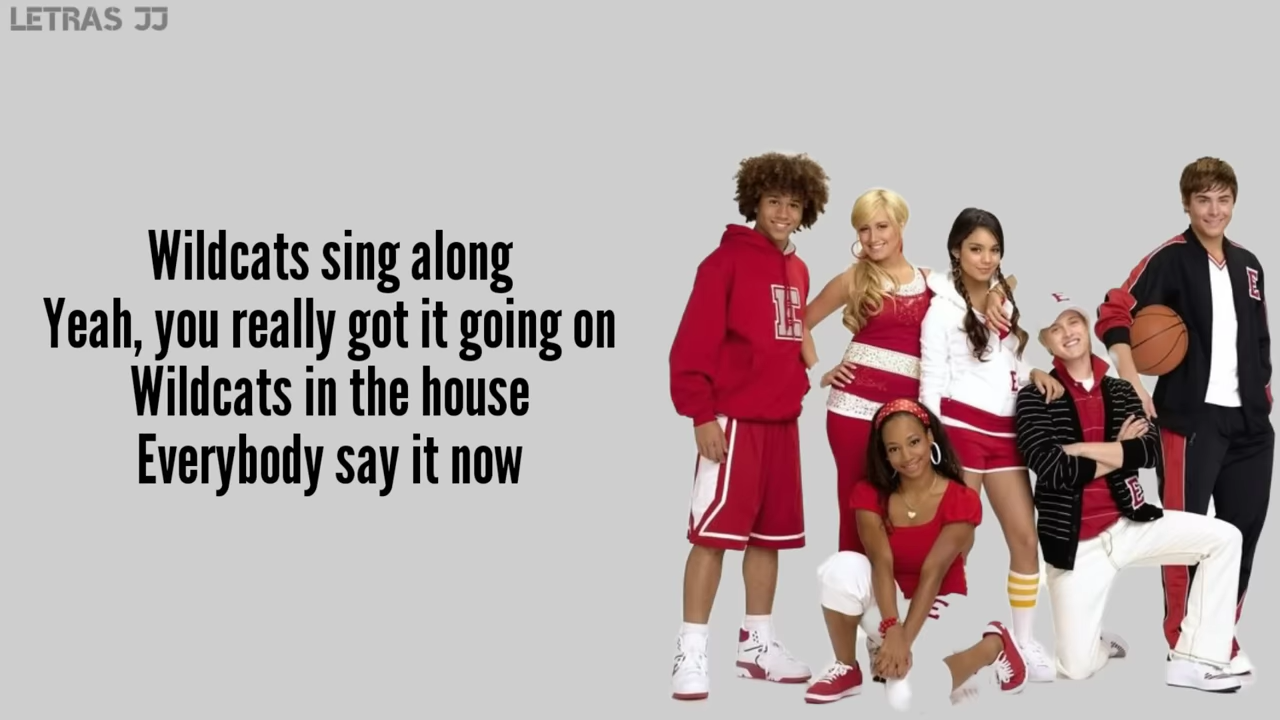 LETRAS JJ
Wildcats sing along
Yeah, you really got it going on
Wildcats in the house
Everybody say it now
E
E
E
E
E
E